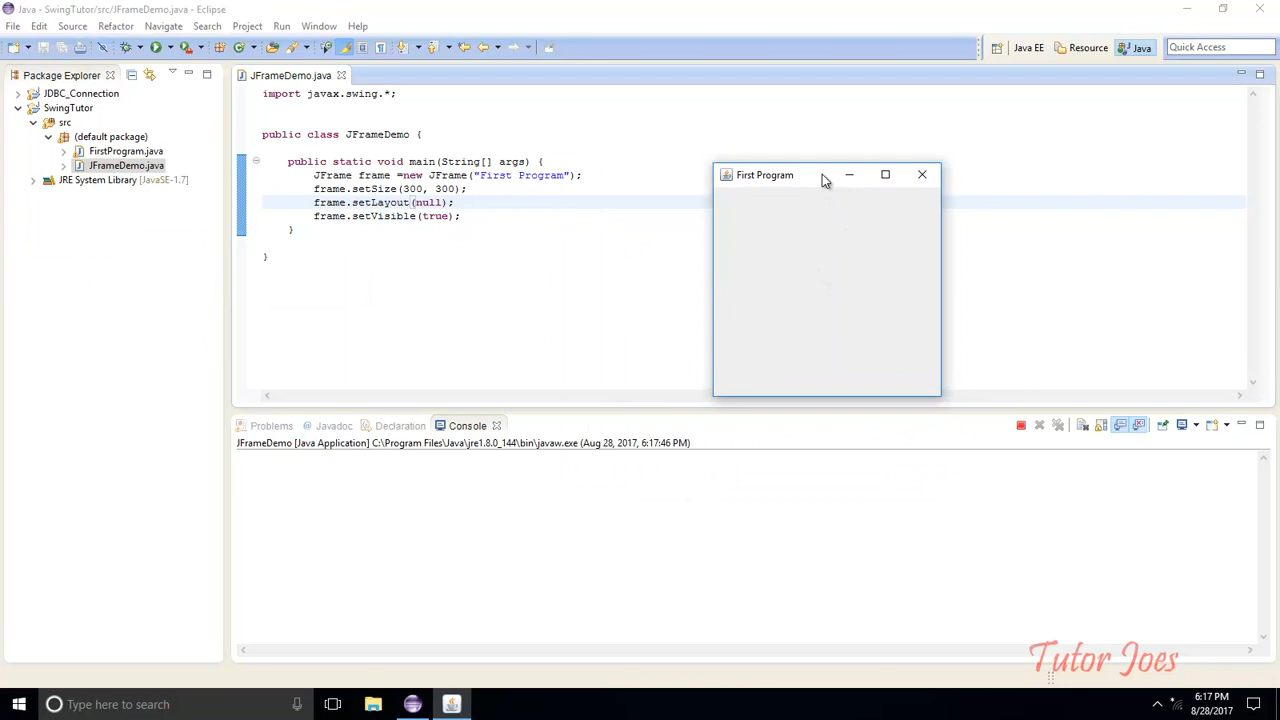 Java - SwingTutor/src/JFrameDemo.java - Eclipse
File Edit Source Refactor Navigate Search Project Run Window Help
Java EE Resource Java Quick Access
Package Explorer
JDBC_Connection
SwingTutor
src
(default package)
FirstProgram.java
JFrameDemo.java
JRE System Library [JavaSE-1.7]
JFrameDemo.java
import javax.swing.*;
public class JFrameDemo {
public static void main(String[] args) {
JFrame frame =new JFrame("First Program");
frame.setSize(300, 300);
frame.setLayout(null);
frame.setVisible(true);
}
}
First Program
Problems Javadoc Declaration Console
JFrameDemo [Java Application] C:\Program Files\Java\jre1.8.0_144\bin\javaw.exe (Aug 28, 2017, 6:17:46 PM)
Tutor Joes
Type here to search
6:17 PM
8/28/2017